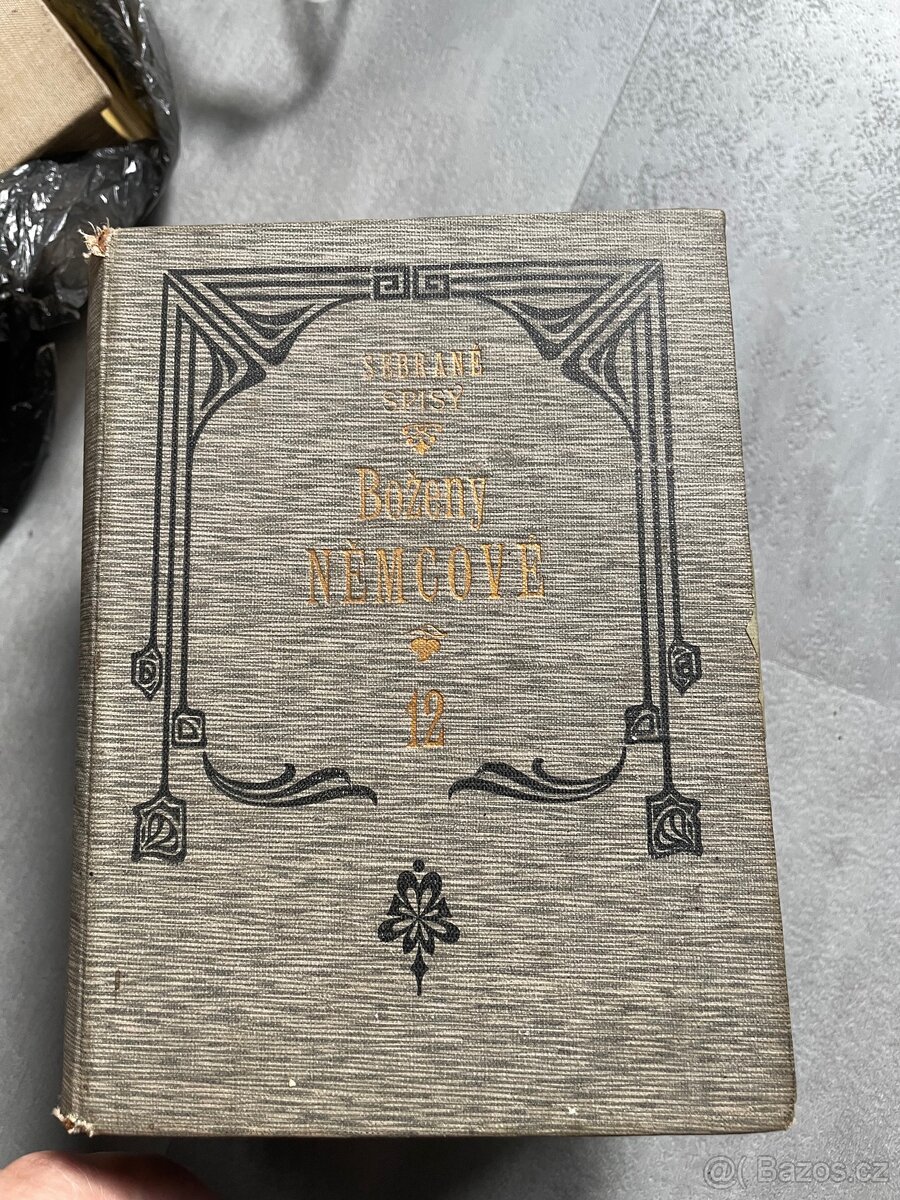 SEBRANÉ
SPISY
Boženy
NĚMCOVÉ
12
@( Bazos.cz